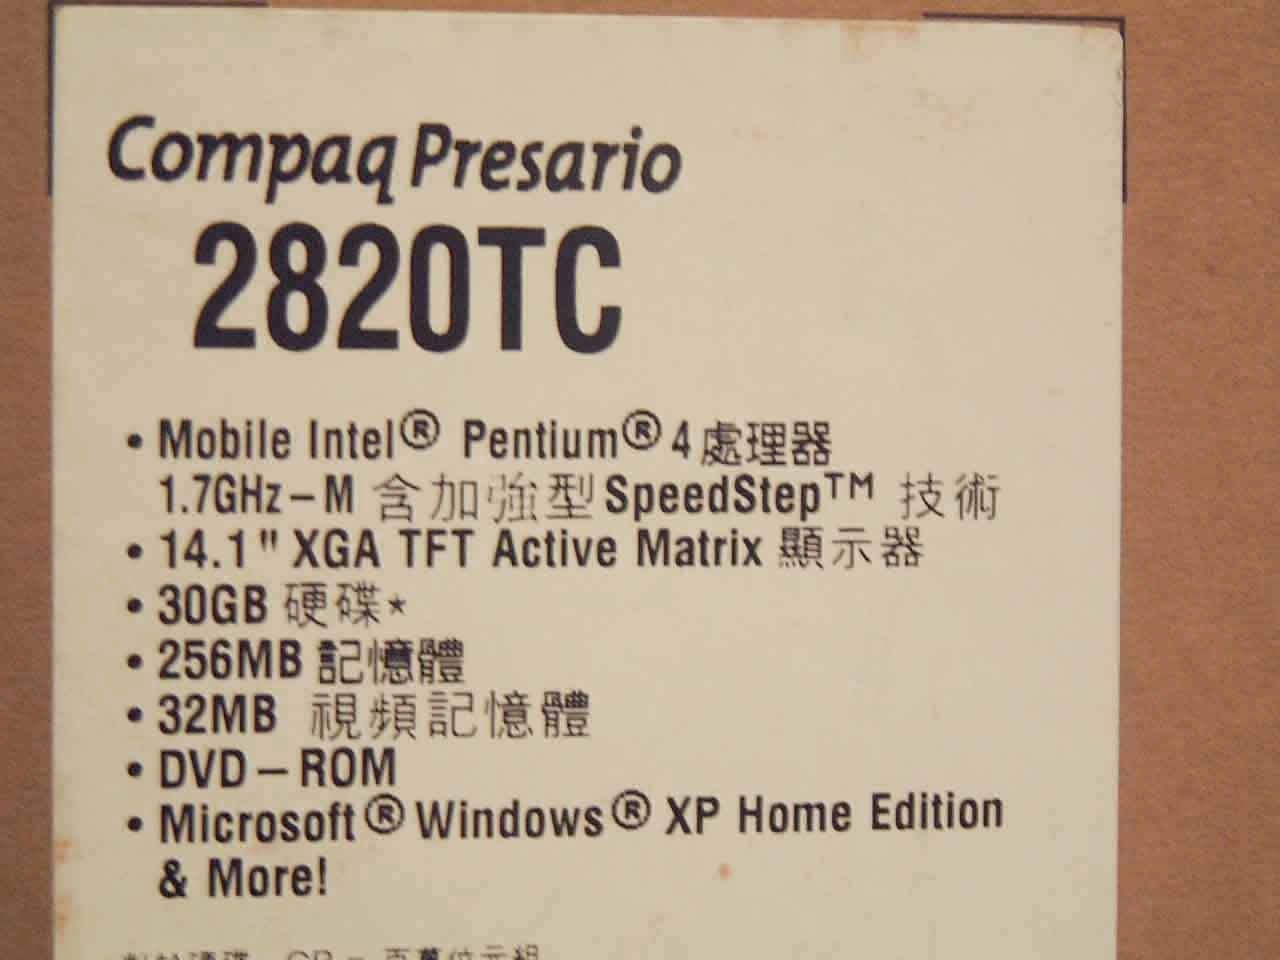 Compaq Presario
2820TC
• Mobile Intel® Pentium® 4 處理器
1.7GHz – M 含加強型 SpeedStep™ 技術
• 14.1" XGA TFT Active Matrix 顯示器
• 30GB 硬碟*
• 256MB 記憶體
• 32MB 視頻記憶體
• DVD – ROM
• Microsoft® Windows® XP Home Edition
& More!